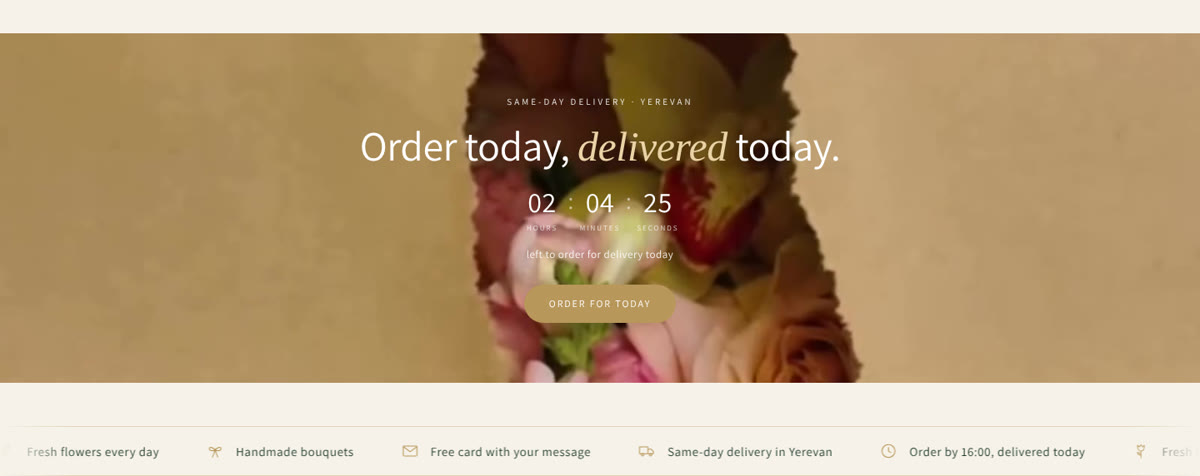 SAME-DAY DELIVERY · YEREVAN
Order today, delivered today.
02 : 04 : 25
HOURS MINUTES SECONDS
left to order for delivery today
ORDER FOR TODAY
Fresh flowers every day Handmade bouquets Free card with your message Same-day delivery in Yerevan Order by 16:00, delivered today Fresh